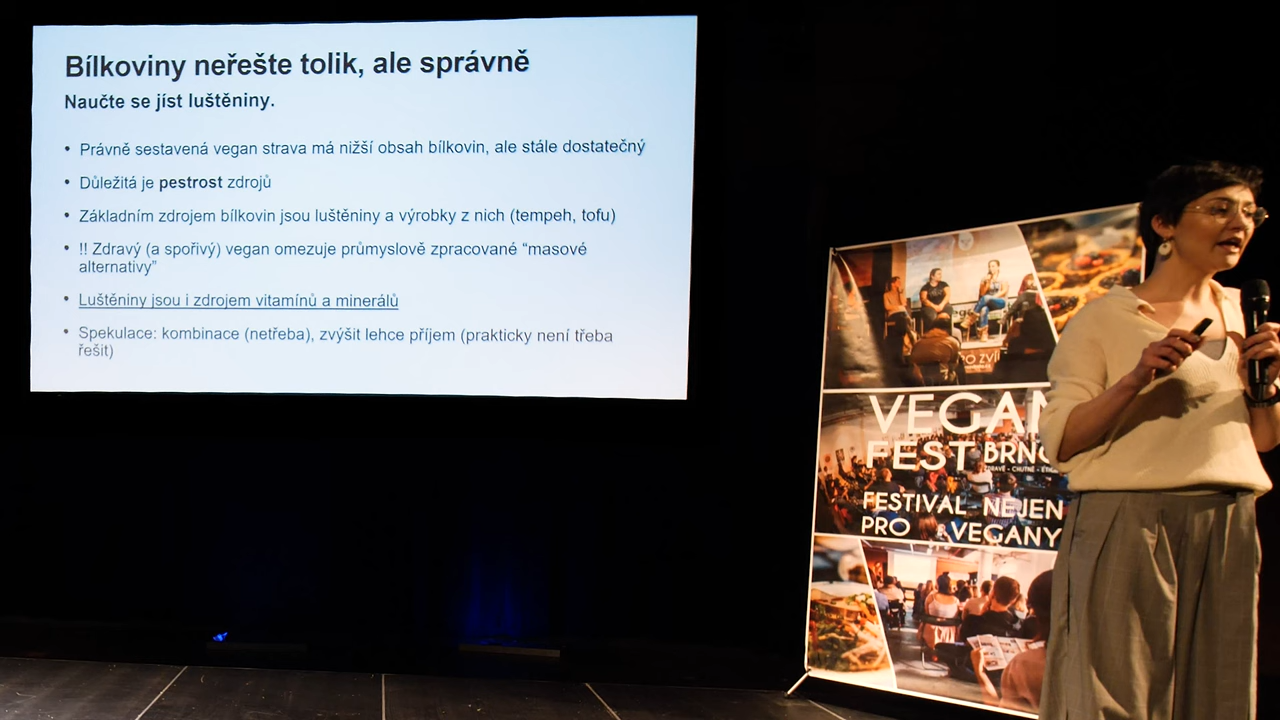 Bílkoviny neřešte tolik, ale správně
Naučte se jíst luštěniny.
• Právně sestavená vegan strava má nižší obsah bílkovin, ale stále dostatečný
• Důležitá je pestrost zdrojů
• Základním zdrojem bílkovin jsou luštěniny a výrobky z nich (tempeh, tofu)
• !! Zdravý (a spořivý) vegan omezuje průmyslově zpracované “masové
alternativy”
• Luštěniny jsou i zdrojem vitamínů a minerálů
• Spekulace: kombinace (netřeba), zvýšit lehce příjem (prakticky není třeba
řešit)
VEGAN
FEST BRNO
ZDRAVĚ - CHUTNĚ -
FESTIVAL NEJEN
PRO VEGANY